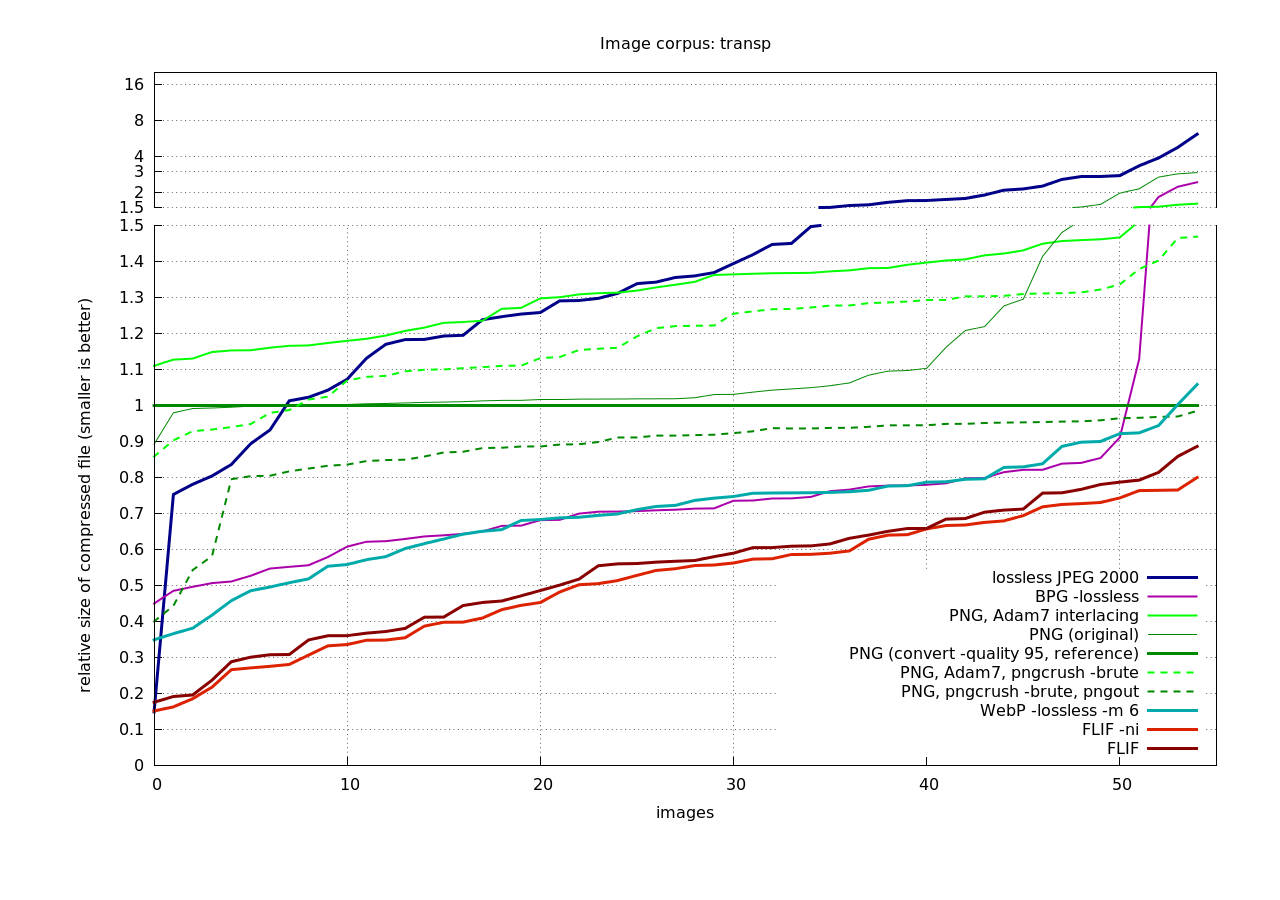 Image corpus: transp
16
8
4
3
2
1.5
1.5
1.4
1.3
1.2
1.1
1
0.9
0.8
0.7
0.6
0.5
0.4
0.3
0.2
0.1
0
relative size of compressed file (smaller is better)
lossless JPEG 2000
BPG -lossless
PNG, Adam7 interlacing
PNG (original)
PNG (convert -quality 95, reference)
PNG, Adam7, pngcrush -brute
PNG, pngcrush -brute, pngout
WebP -lossless -m 6
FLIF -ni
FLIF
0 10 20 30 40 50
images